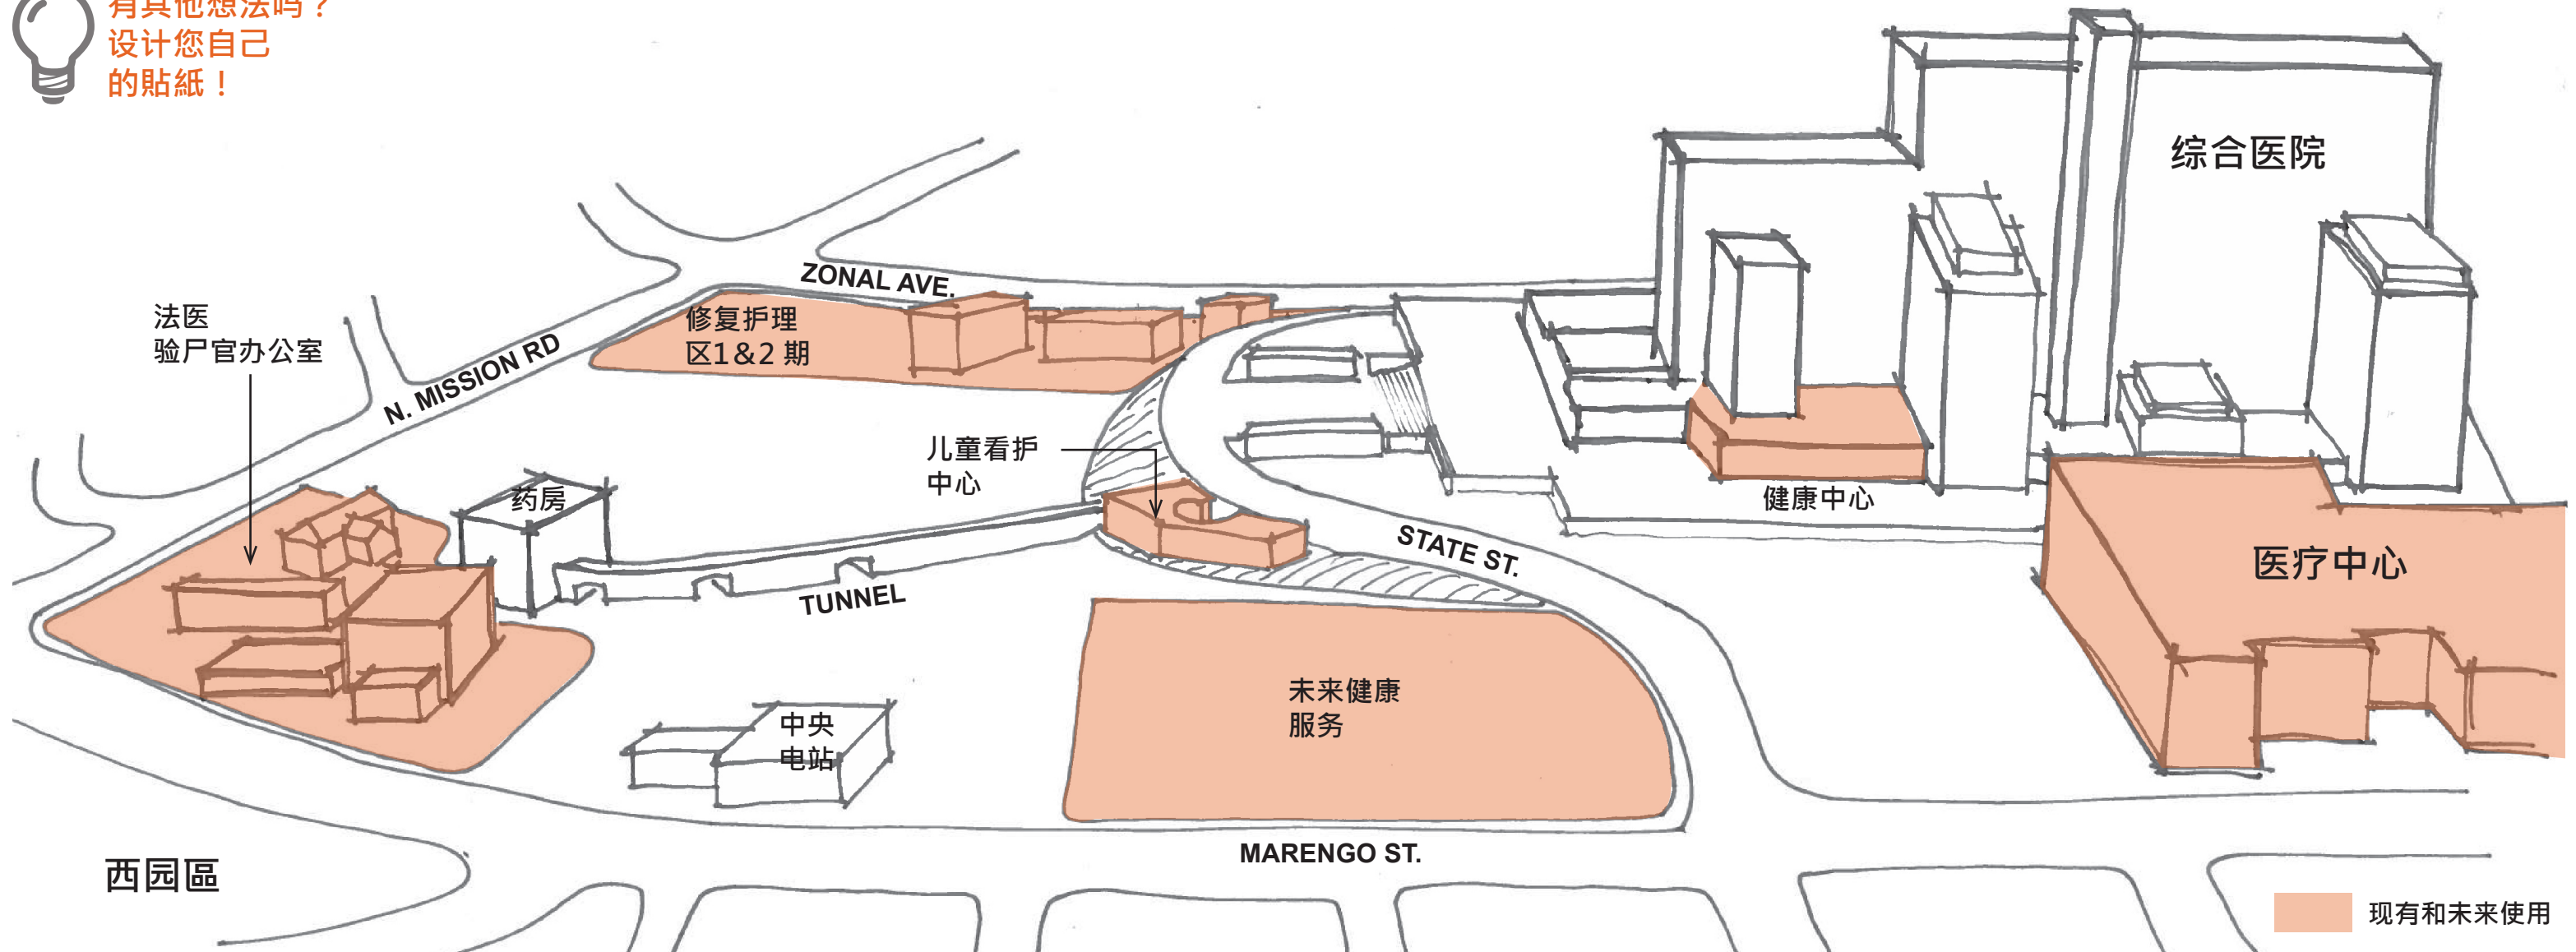 有其他想法吗？
设计您自己
的貼紙！
综合医院
ZONAL AVE.
法医
验尸官办公室
修复护理
区1&2 期
N. MISSION RD
儿童看护
中心
药房
健康中心
STATE ST.
医疗中心
TUNNEL
未来健康
服务
中央
电站
MARENGO ST.
西园區
现有和未来使用